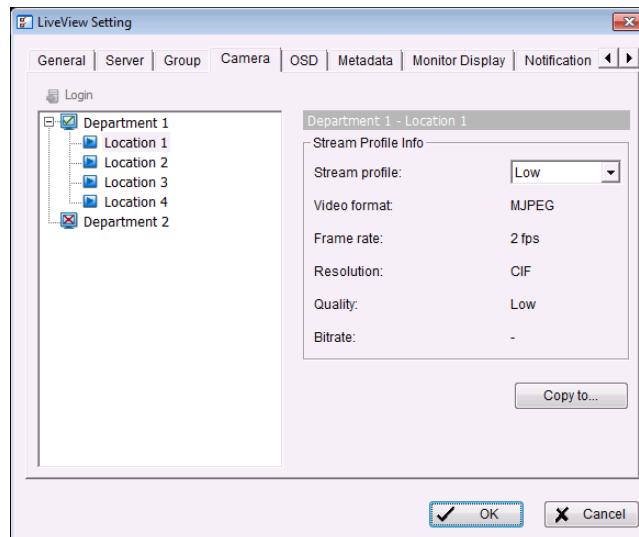 LiveView Setting
General Server Group Camera OSD Metadata Monitor Display Notification
Login
Department 1
Location 1
Location 2
Location 3
Location 4
Department 2
Department 1 - Location 1
Stream Profile Info
Stream profile: Low
Video format: MJPEG
Frame rate: 2 fps
Resolution: CIF
Quality: Low
Bitrate: -
Copy to...
OK Cancel